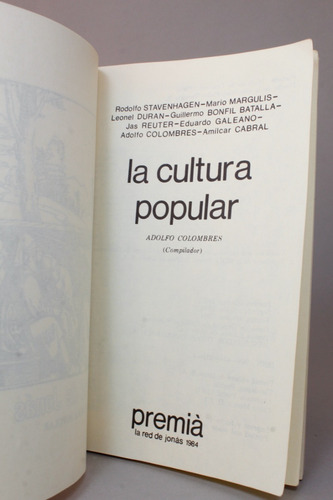 Rodolfo STAVENHAGEN–Mario MARGULIS–
Leonel DURAN–Guillermo BONFIL BATALLA–
Jas REUTER–Eduardo GALEANO–
Adolfo COLOMBRES–Amilcar CABRAL
la cultura
popular
ADOLFO COLOMBRES
(Compilador)
premià
la red de jonás 1984